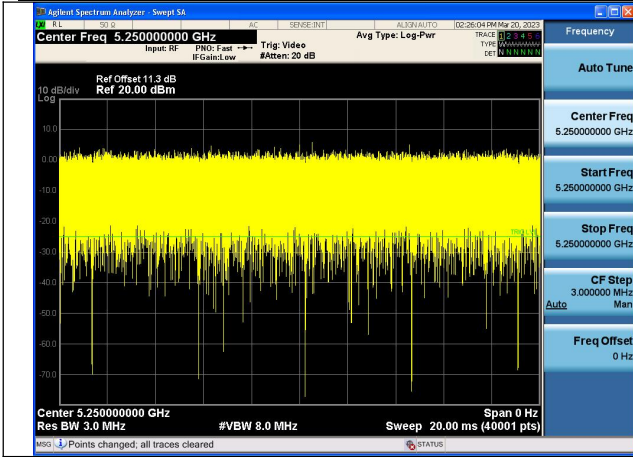 Agilent Spectrum Analyzer - Swept SA
LXI RL 50 Ω AC SENSE:INT ALIGN AUTO 02:26:04 PM Mar 20, 2023
Center Freq 5.250000000 GHz
Input: RF PNO: Fast Trig: Video Avg Type: Log-Pwr TRACE 1 2 3 4 5 6
IFGain:Low #Atten: 20 dB TYPE WWWWWW
DET N N N N N N
Frequency
Auto Tune
Ref Offset 11.3 dB
10 dB/div Ref 20.00 dBm
Log
10.0
0.00
-10.0
-20.0
-30.0
-40.0
-50.0
-60.0
-70.0
Center Freq
5.250000000 GHz
Start Freq
5.250000000 GHz
Stop Freq
5.250000000 GHz
CF Step
3.000000 MHz
Auto Man
Freq Offset
0 Hz
Center 5.250000000 GHz Span 0 Hz
Res BW 3.0 MHz #VBW 8.0 MHz Sweep 20.00 ms (40001 pts)
MSG Points changed; all traces cleared STATUS